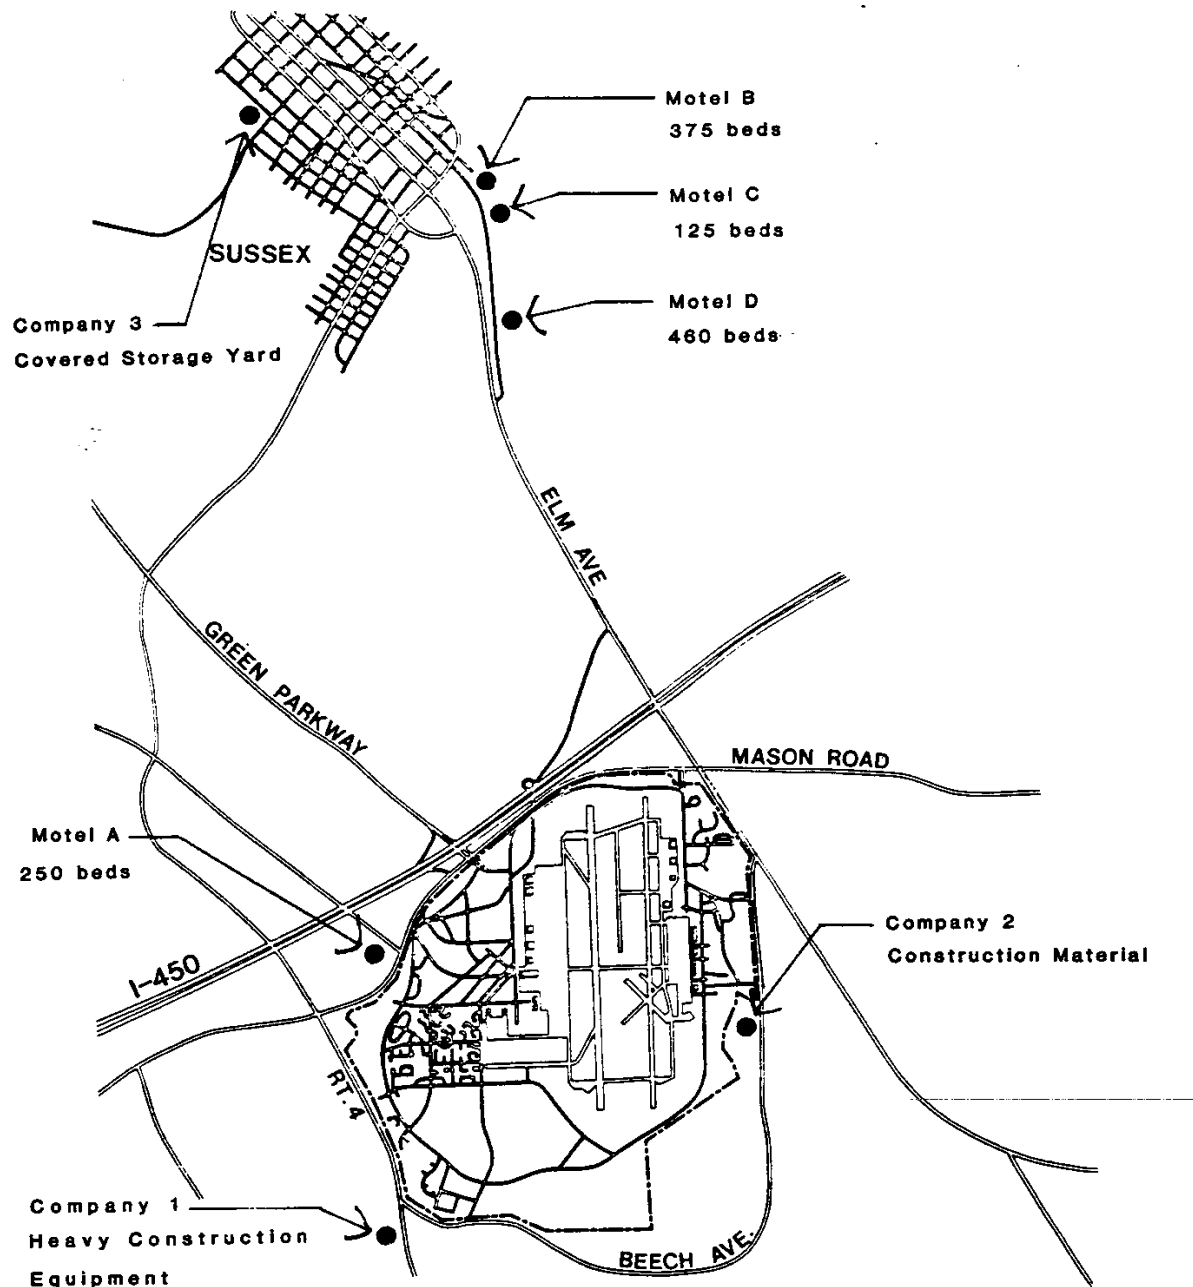 Motel B
375 beds
Motel C
125 beds
SUSSEX
Motel D
460 beds
Company 3
Covered Storage Yard
ELM AVE
GREEN PARKWAY
MASON ROAD
Motel A
250 beds
Company 2
Construction Material
I-450
RT. 4
Company 1
Heavy Construction
Equipment
BEECH AVE.